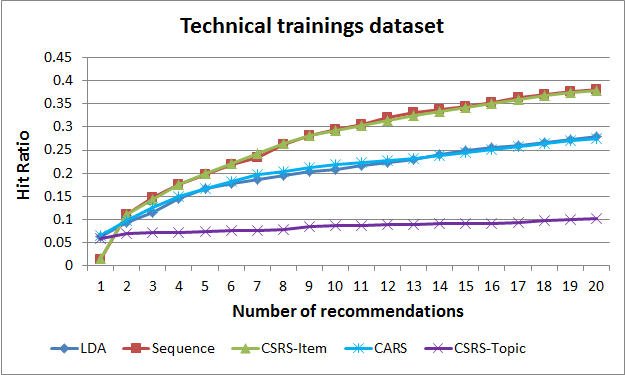 Technical trainings dataset
0.45
0.4
0.35
0.3
0.25
0.2
0.15
0.1
0.05
0
Hit Ratio
1 2 3 4 5 6 7 8 9 10 11 12 13 14 15 16 17 18 19 20
Number of recommendations
LDA Sequence CSRS-Item CARS CSRS-Topic